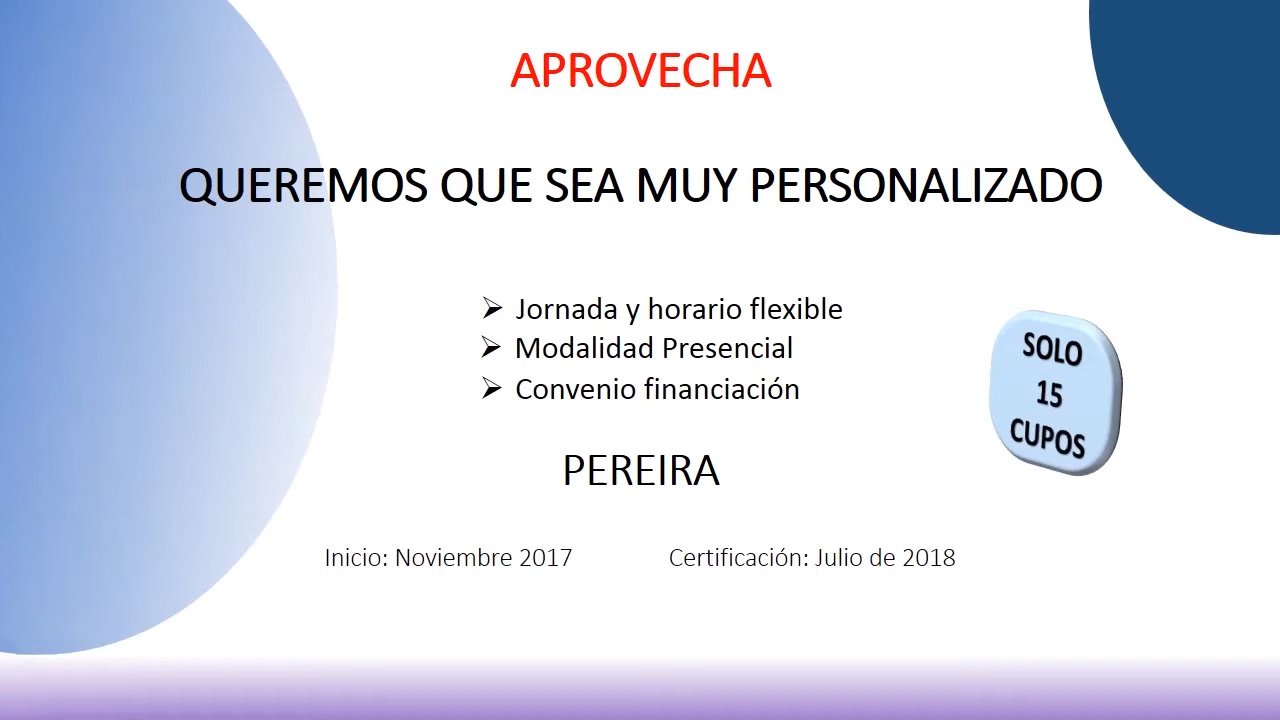 APROVECHA
QUEREMOS QUE SEA MUY PERSONALIZADO
➢ Jornada y horario flexible
➢ Modalidad Presencial
➢ Convenio financiación
SOLO
15
CUPOS
PEREIRA
Inicio: Noviembre 2017 Certificación: Julio de 2018